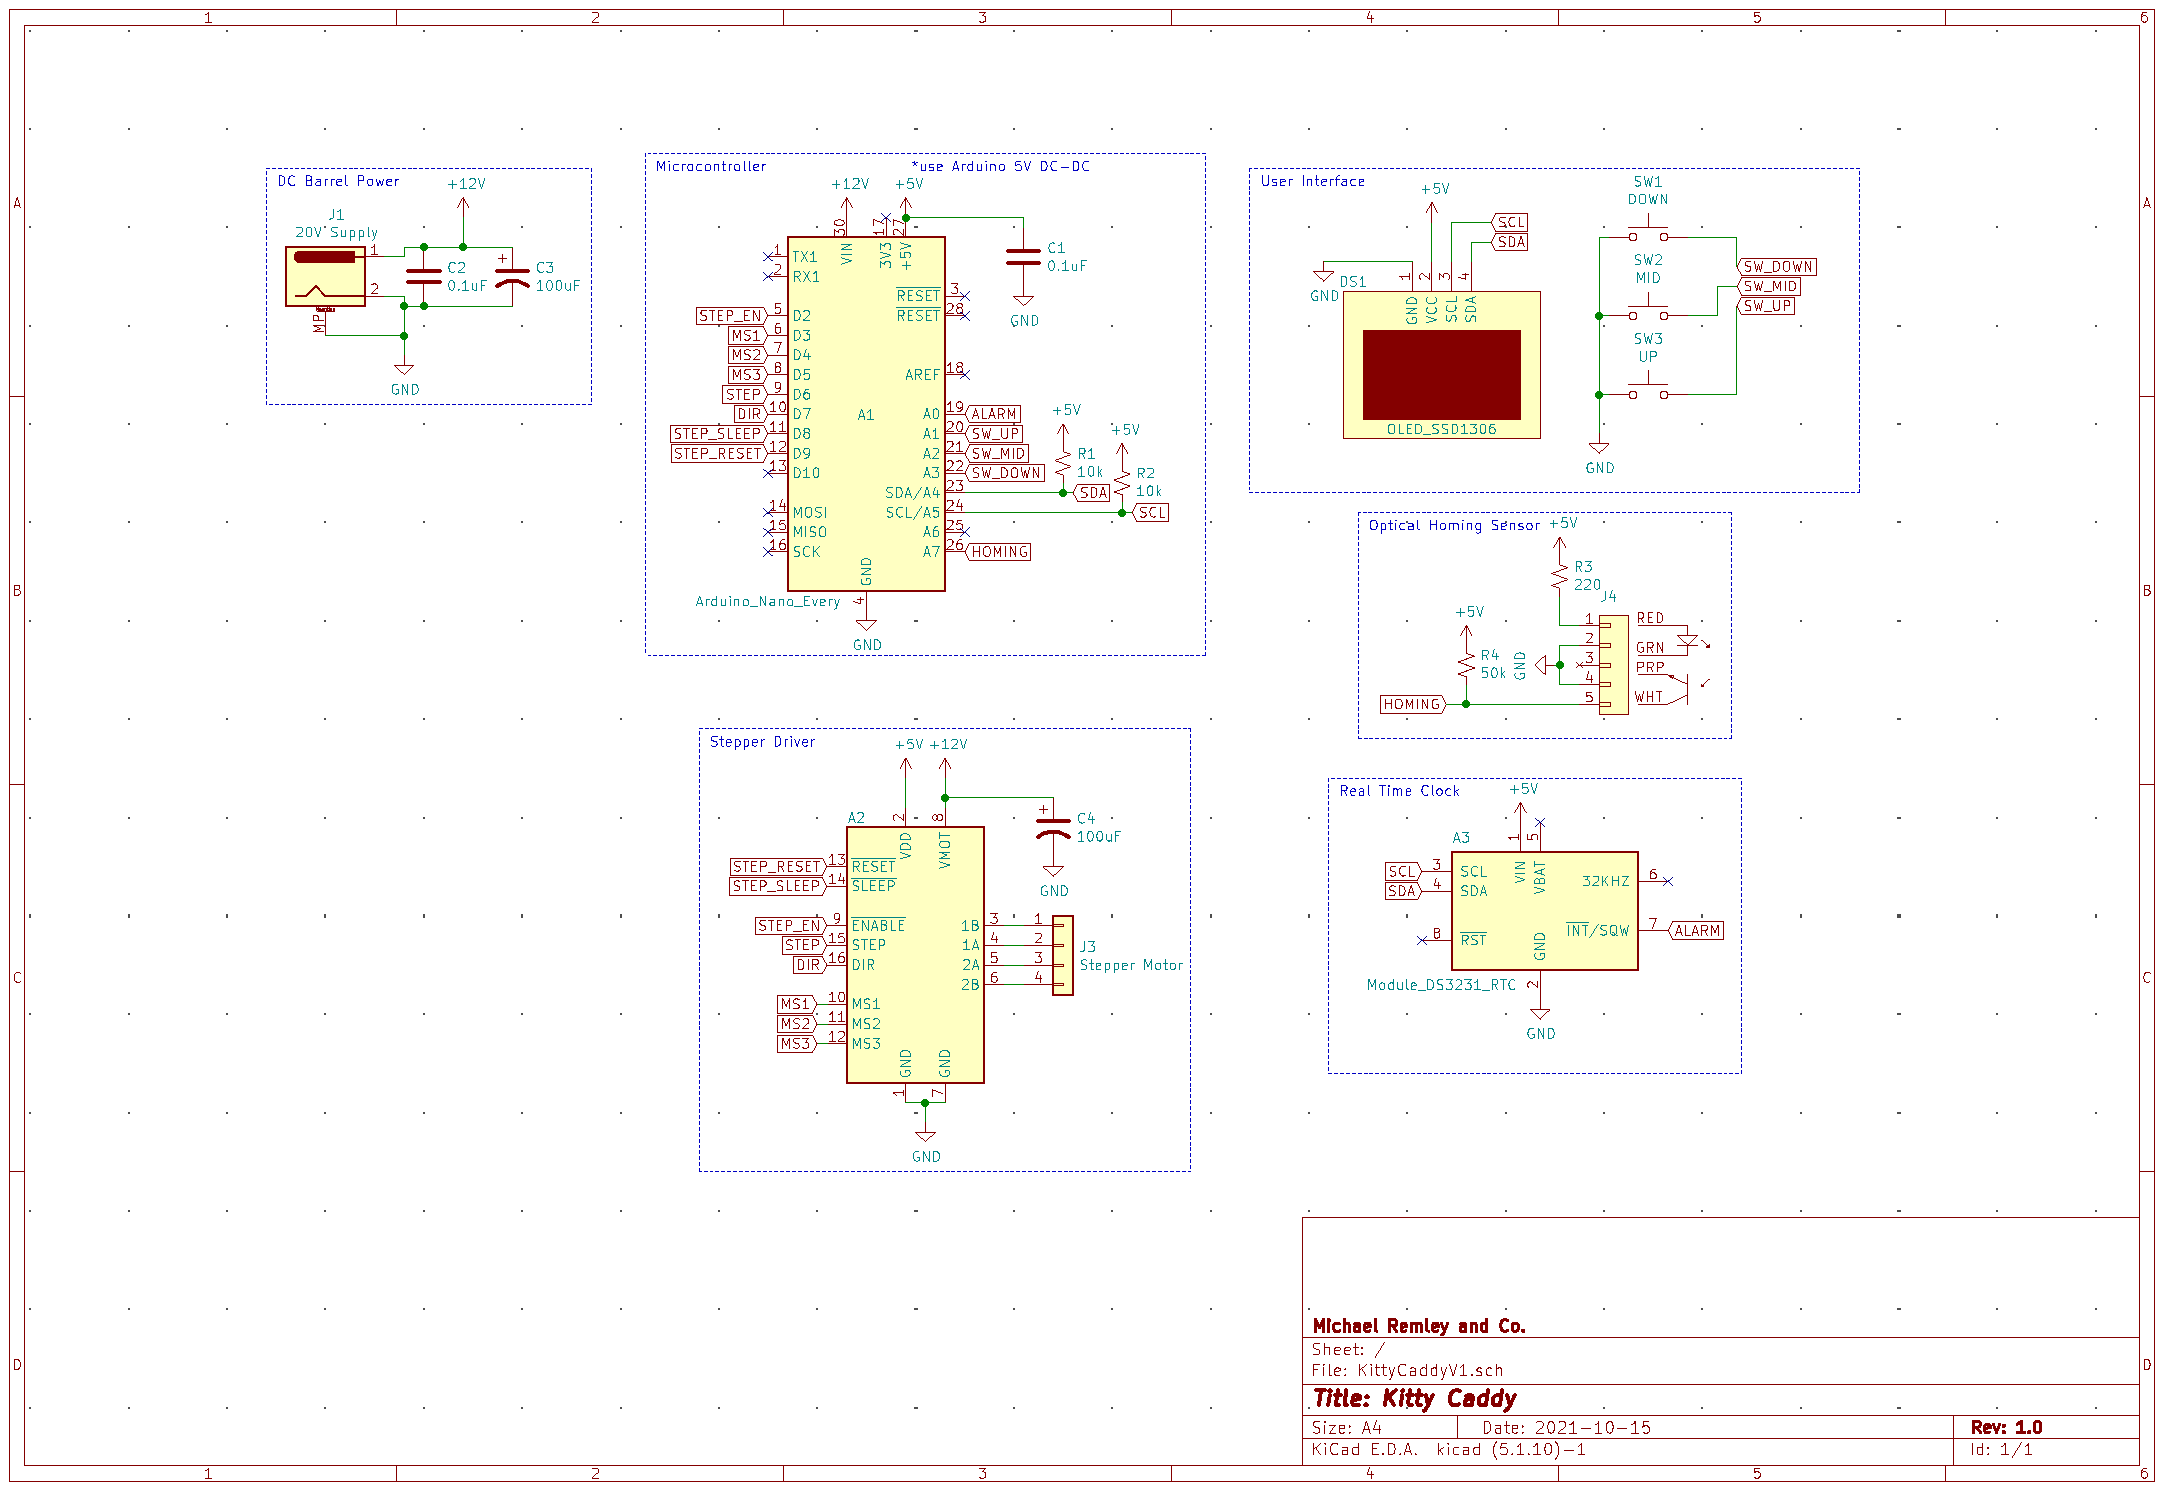 1 2 3 4 5 6
A
B
C
D
A
B
C
D
1 2 3 4 5 6
DC Barrel Power
+12V
J1
20V Supply
1
2
MP
C2
0.1uF
+
C3
100uF
GND
Microcontroller
*use Arduino 5V DC-DC
+12V
+5V
30
17
27
VIN
3V3
+5V
C1
0.1uF
GND
1 TX1
2 RX1
5 D2
6 D3
7 D4
8 D5
9 D6
10 D7
11 D8
12 D9
13 D10
14 MOSI
15 MISO
16 SCK
STEP_EN
MS1
MS2
MS3
STEP
DIR
STEP_SLEEP
STEP_RESET
A1
RESET 3
RESET 28
AREF 18
A0 19 ALARM
A1 20 SW_UP
A2 21 SW_MID
A3 22 SW_DOWN
SDA/A4 23 SDA
SCL/A5 24 SCL
A6 25
A7 26 HOMING
+5V
R1
10k
+5V
R2
10k
GND
4
Arduino_Nano_Every
GND
User Interface
+5V
SCL
SDA
GND
DS1
1
2
3
4
GND
VCC
SCL
SDA
OLED_SSD1306
SW1
DOWN
SW2
MID
SW3
UP
SW_DOWN
SW_MID
SW_UP
GND
Optical Homing Sensor
+5V
R3
220
J4
+5V
R4
50k
GND
HOMING
1
2
3
4
5
RED
GRN
PRP
WHT
Stepper Driver
+5V
+12V
A2
2
8
VDD
VMOT
+
C4
100uF
GND
STEP_RESET 13 RESET
STEP_SLEEP 14 SLEEP
STEP_EN 9 ENABLE
STEP 15 STEP
DIR 16 DIR
MS1 10 MS1
MS2 11 MS2
MS3 12 MS3
1B 3 1
1A 4 2
2A 5 3
2B 6 4
J3
Stepper Motor
GND
GND
1
7
GND
Real Time Clock
+5V
A3
1
5
VIN
VBAT
SCL 3 SCL
SDA 4 SDA
8 RST
32KHZ 6
INT/SQW 7 ALARM
GND
2
Module_DS3231_RTC
GND
Michael Remley and Co.
Sheet: /
File: KittyCaddyV1.sch
Title: Kitty Caddy
Size: A4 Date: 2021-10-15 Rev: 1.0
KiCad E.D.A. kicad (5.1.10)-1 Id: 1/1